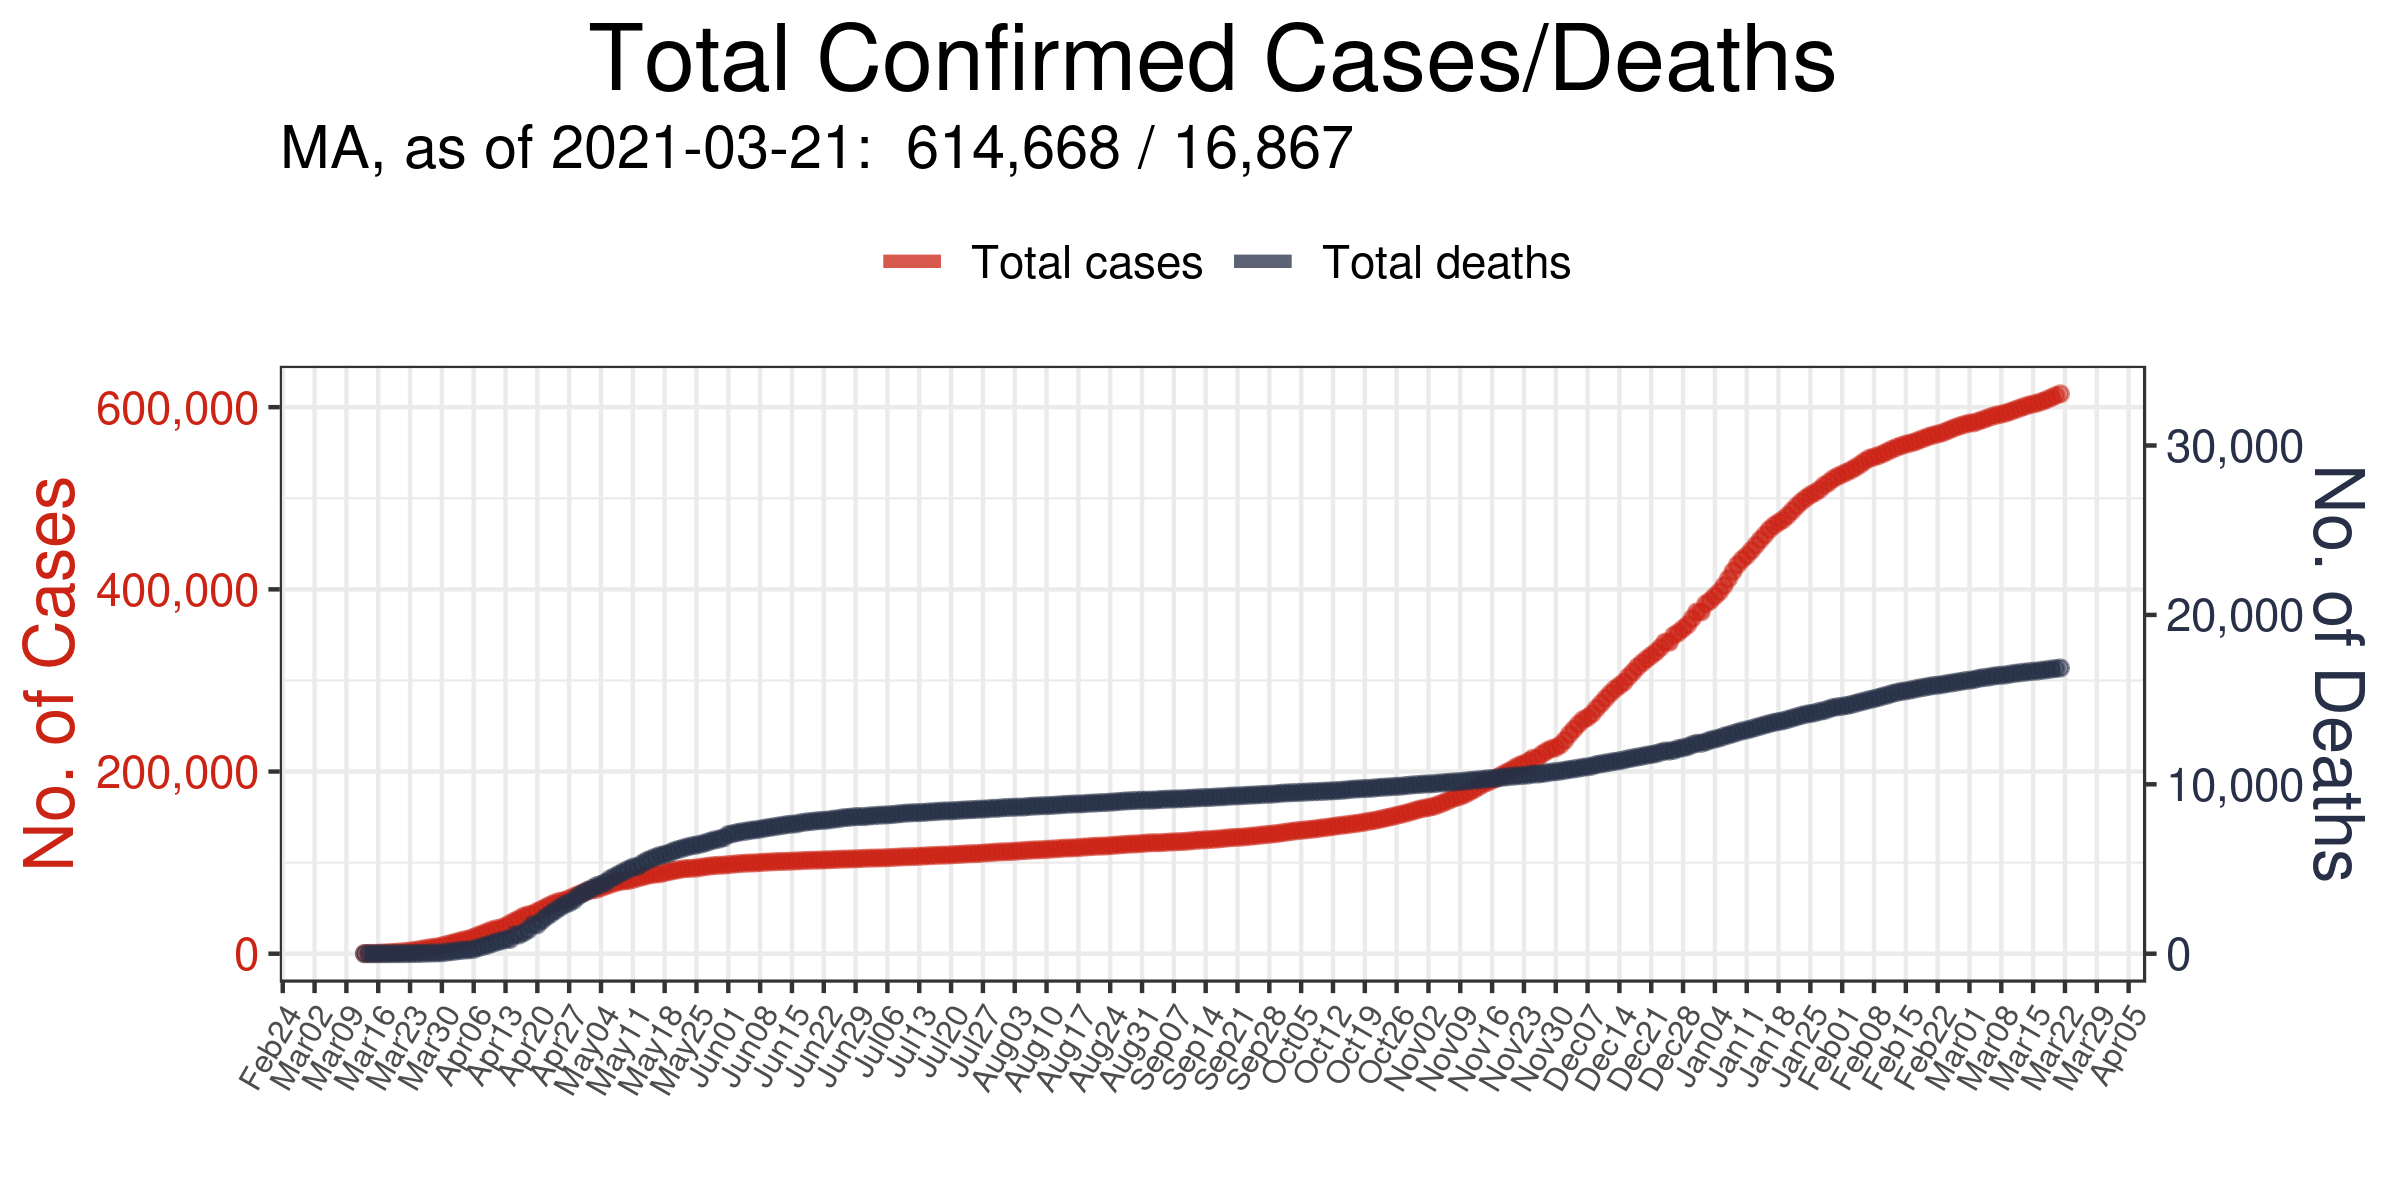 Total Confirmed Cases/Deaths
MA, as of 2021-03-21:  614,668 / 16,867
Total cases
Total deaths
No. of Cases
600,000
400,000
200,000
0
30,000
20,000
10,000
0
No. of Deaths
Feb24
Mar02
Mar09
Mar16
Mar23
Mar30
Apr06
Apr13
Apr20
Apr27
May04
May11
May18
May25
Jun01
Jun08
Jun15
Jun22
Jun29
Jul06
Jul13
Jul20
Jul27
Aug03
Aug10
Aug17
Aug24
Aug31
Sep07
Sep14
Sep21
Sep28
Oct05
Oct12
Oct19
Oct26
Nov02
Nov09
Nov16
Nov23
Nov30
Dec07
Dec14
Dec21
Dec28
Jan04
Jan11
Jan18
Jan25
Feb01
Feb08
Feb15
Feb22
Mar01
Mar08
Mar15
Mar22
Mar29
Apr05